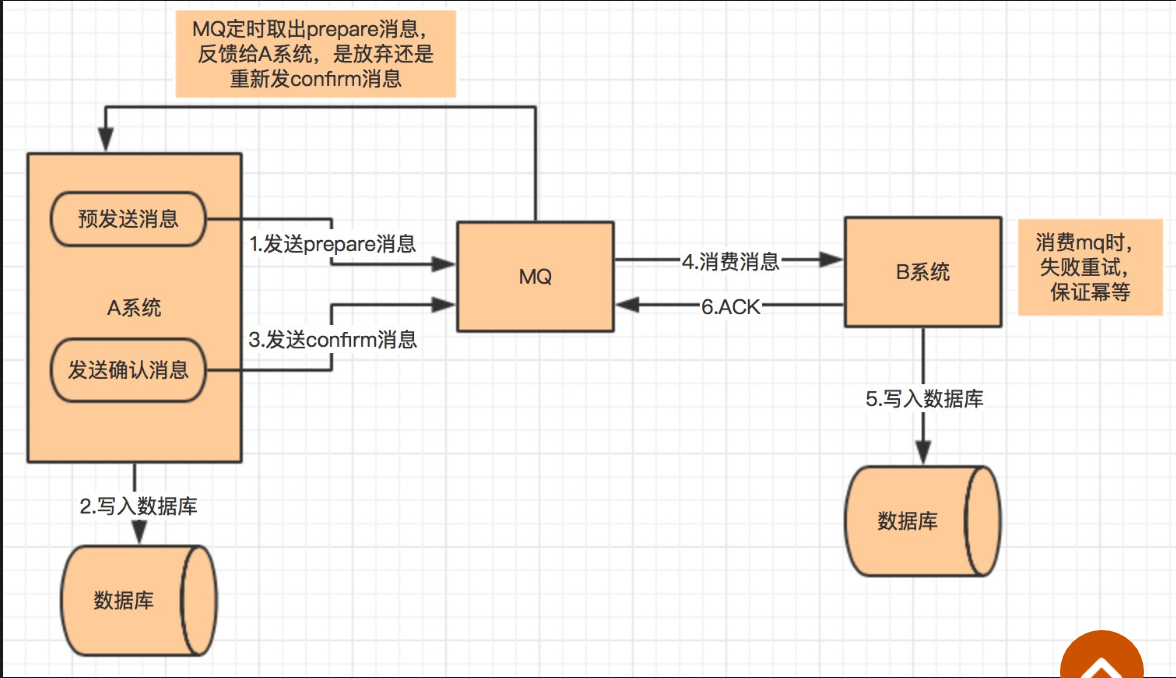 MQ定时取出prepare消息，
反馈给A系统，是放弃还是
重新发confirm消息
预发送消息
1.发送prepare消息
A系统
3.发送confirm消息
发送确认消息
MQ
4.消费消息
6.ACK
B系统
消费mq时，
失败重试，
保证幂等
2.写入数据库
数据库
5.写入数据库
数据库